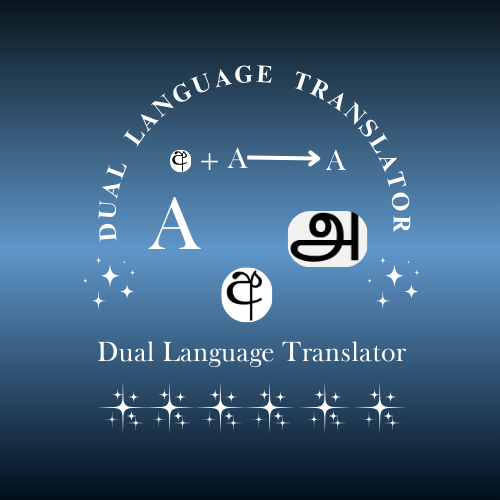 DUAL LANGUAGE TRANSLATOR
අ + A → A
A
அ
අ
Dual Language Translator